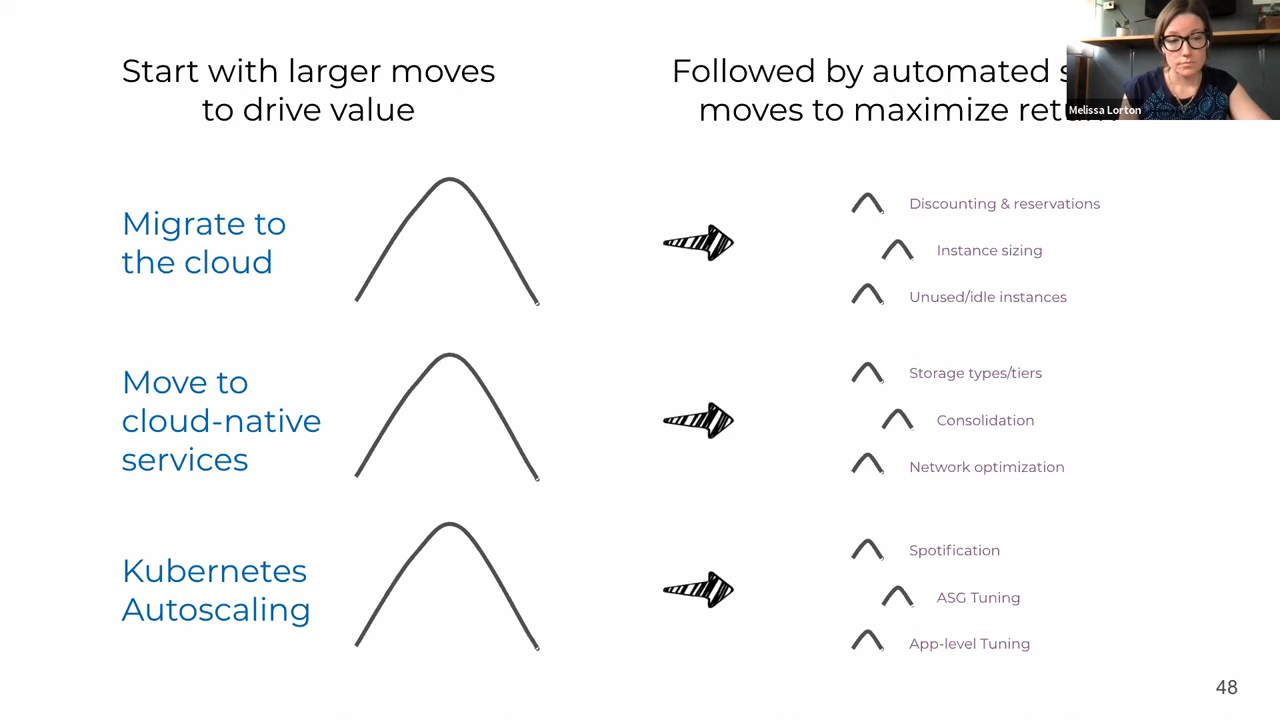 Start with larger moves
to drive value
Followed by automated
moves to maximize
Melissa Lorton
Migrate to
the cloud
Discounting & reservations
Instance sizing
Unused/idle instances
Move to
cloud-native
services
Storage types/tiers
Consolidation
Network optimization
Kubernetes
Autoscaling
Spotification
ASG Tuning
App-level Tuning
48